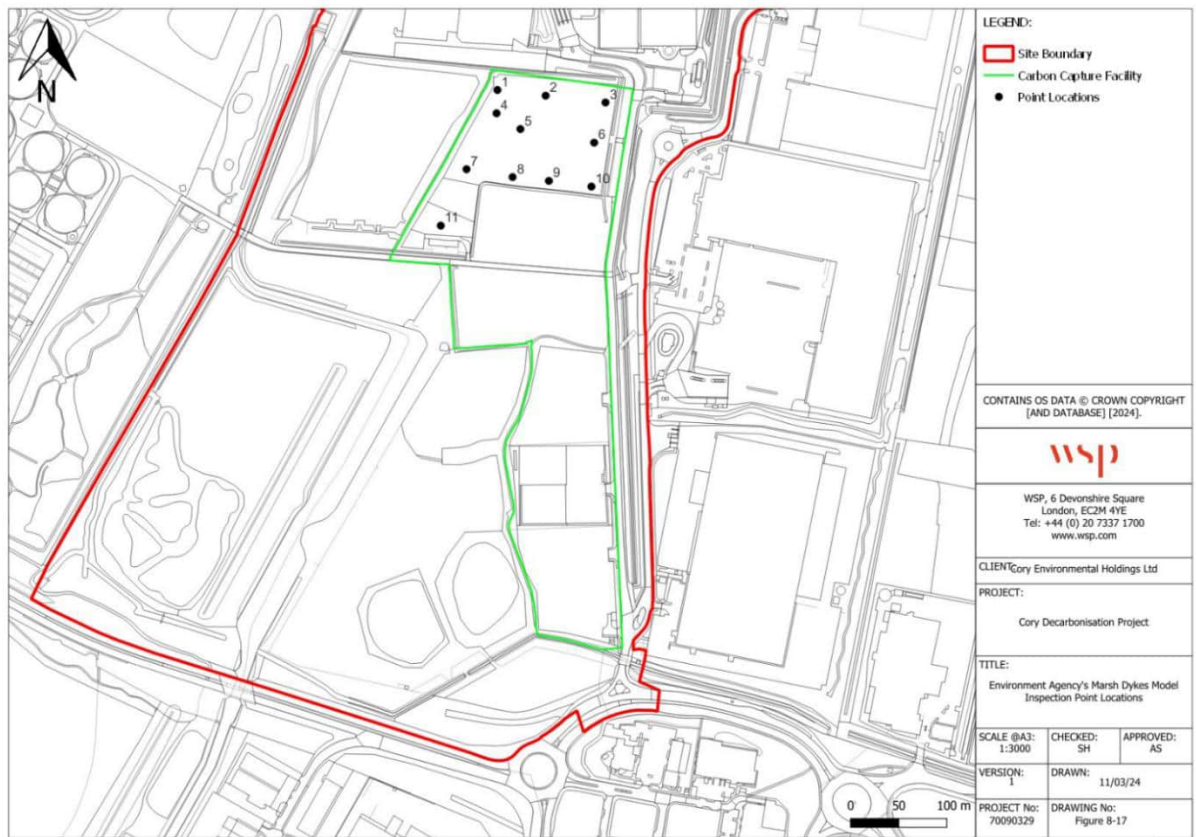 N
1
2
3
4
5
6
7
8
9
10
11
0 50 100 m
LEGEND:
Site Boundary
Carbon Capture Facility
Point Locations
CONTAINS OS DATA © CROWN COPYRIGHT
[AND DATABASE] [2024].
wsp
WSP, 6 Devonshire Square
London, EC2M 4YE
Tel: +44 (0) 20 7337 1700
www.wsp.com
CLIENT:
Cory Environmental Holdings Ltd
PROJECT:
Cory Decarbonisation Project
TITLE:
Environment Agency's Marsh Dykes Model
Inspection Point Locations
SCALE @A3: CHECKED: APPROVED:
1:3000 SH AS
VERSION: DRAWN:
1 11/03/24
PROJECT No: DRAWING No:
70090329 Figure 8-17